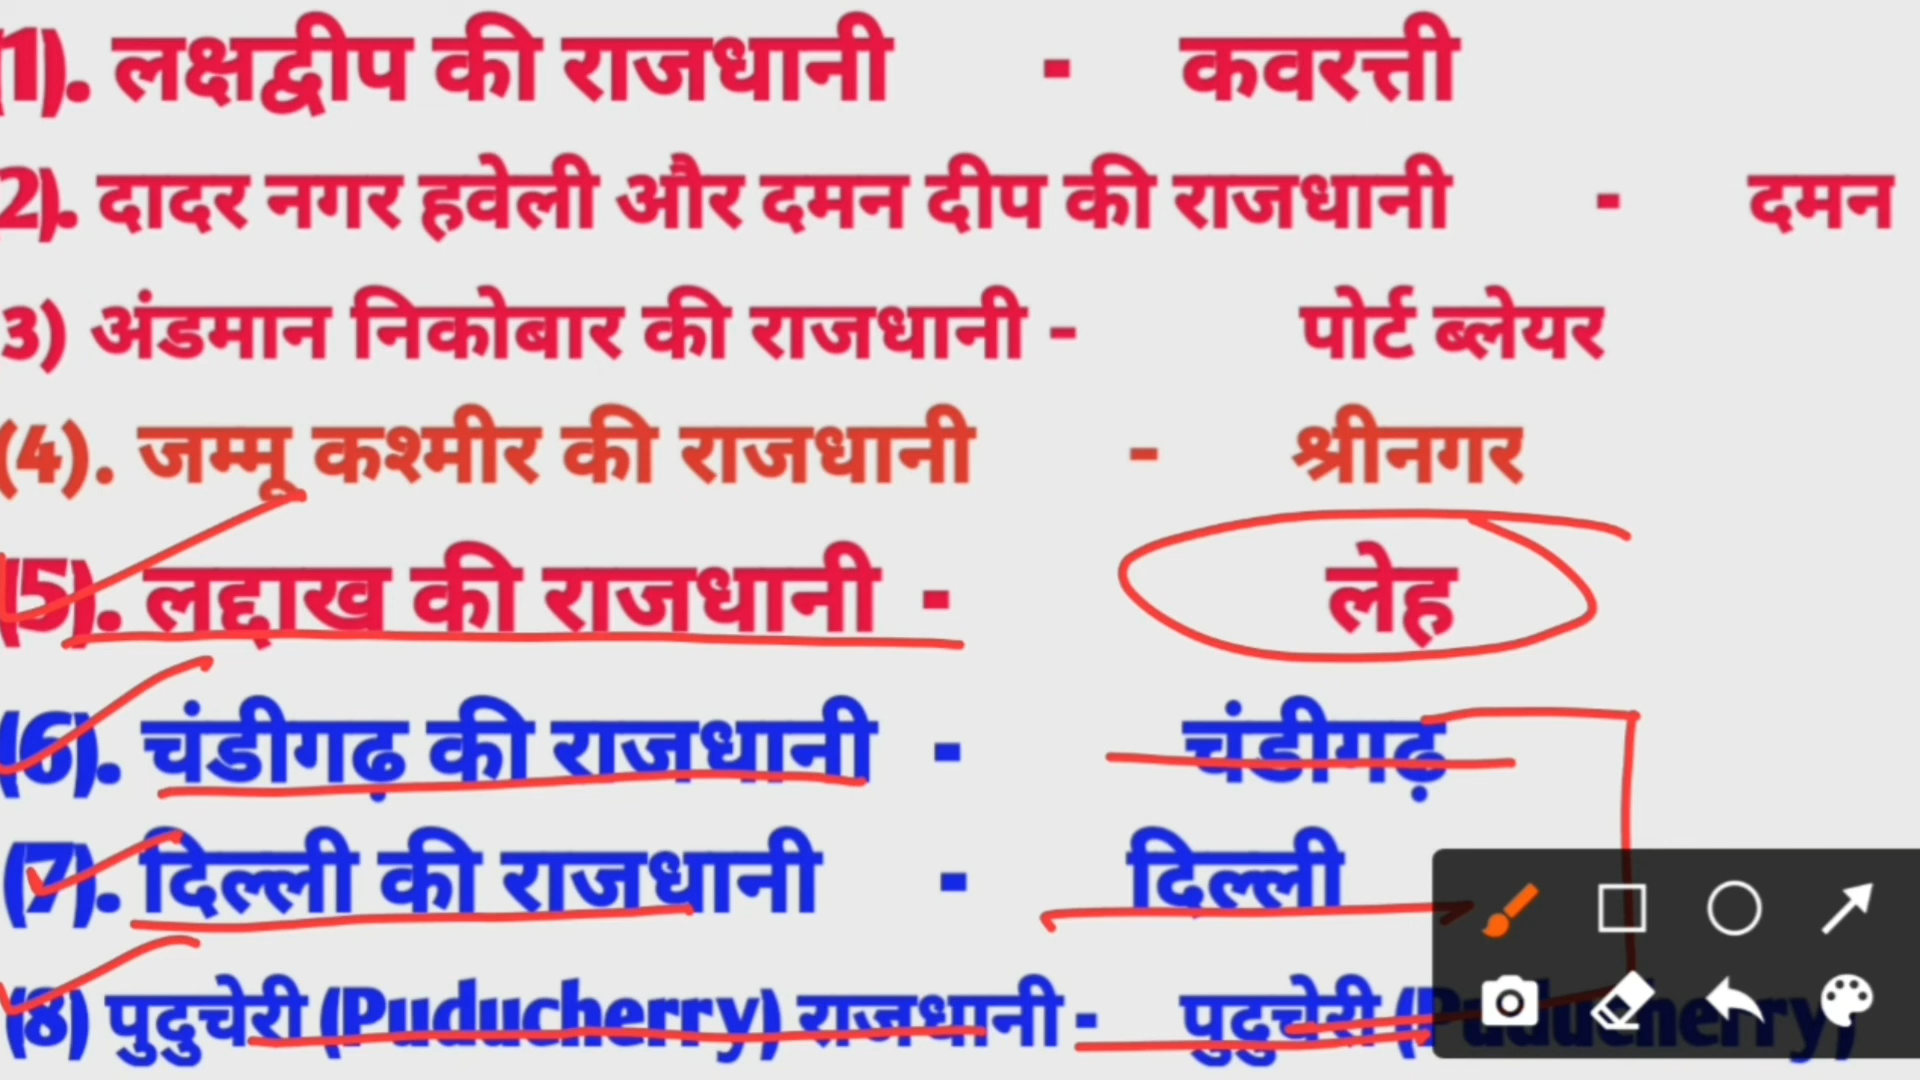 (1). लक्षद्वीप की राजधानी - कवरत्ती
2). दादर नगर हवेली और दमन दीप की राजधानी - दमन
3) अंडमान निकोबार की राजधानी - पोर्ट ब्लेयर
(4). जम्मू कश्मीर की राजधानी - श्रीनगर
(5). लद्दाख की राजधानी - लेह
(6). चंडीगढ़ की राजधानी - चंडीगढ़
(7). दिल्ली की राजधानी - दिल्ली
(8) पुदुचेरी (Puducherry) राजधानी - पुदुचेरी (Puducherry)